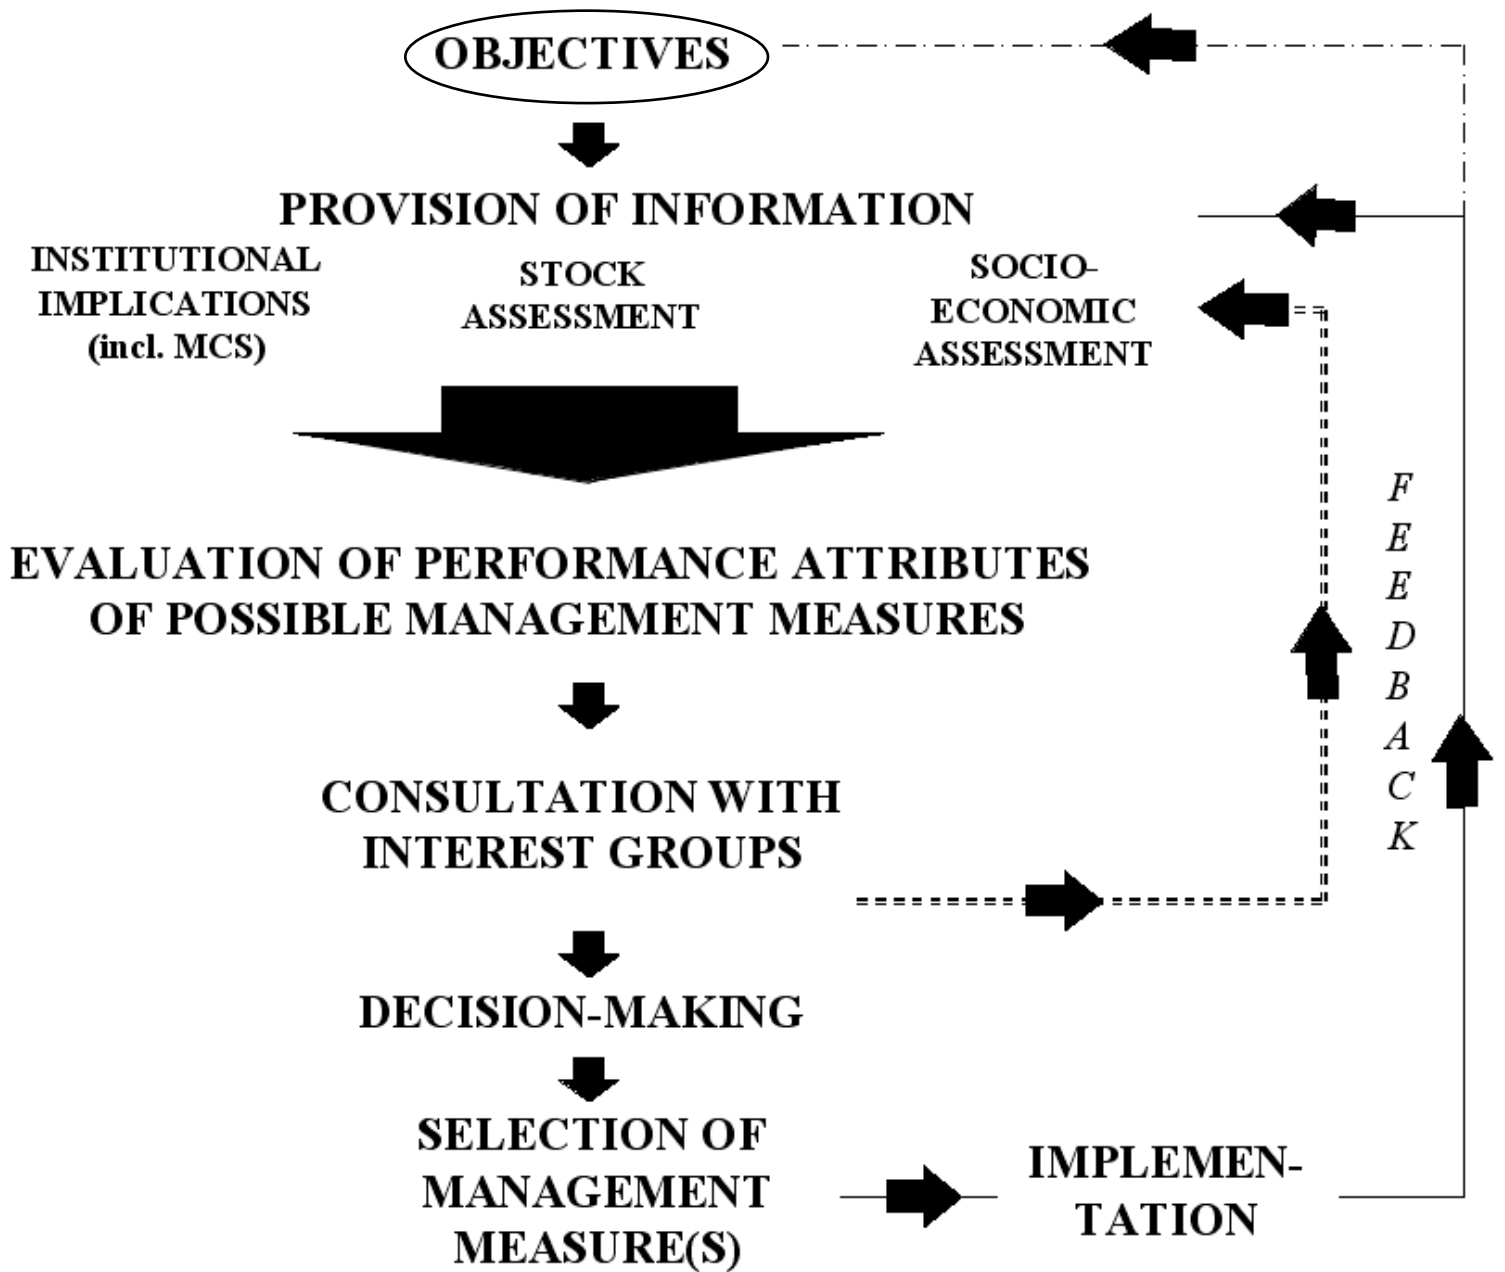 OBJECTIVES
PROVISION OF INFORMATION
INSTITUTIONAL
IMPLICATIONS
(incl. MCS)
STOCK
ASSESSMENT
SOCIO-
ECONOMIC
ASSESSMENT
EVALUATION OF PERFORMANCE ATTRIBUTES
OF POSSIBLE MANAGEMENT MEASURES
CONSULTATION WITH
INTEREST GROUPS
DECISION-MAKING
SELECTION OF
MANAGEMENT
MEASURE(S)
IMPLEMEN-
TATION
F
E
E
D
B
A
C
K